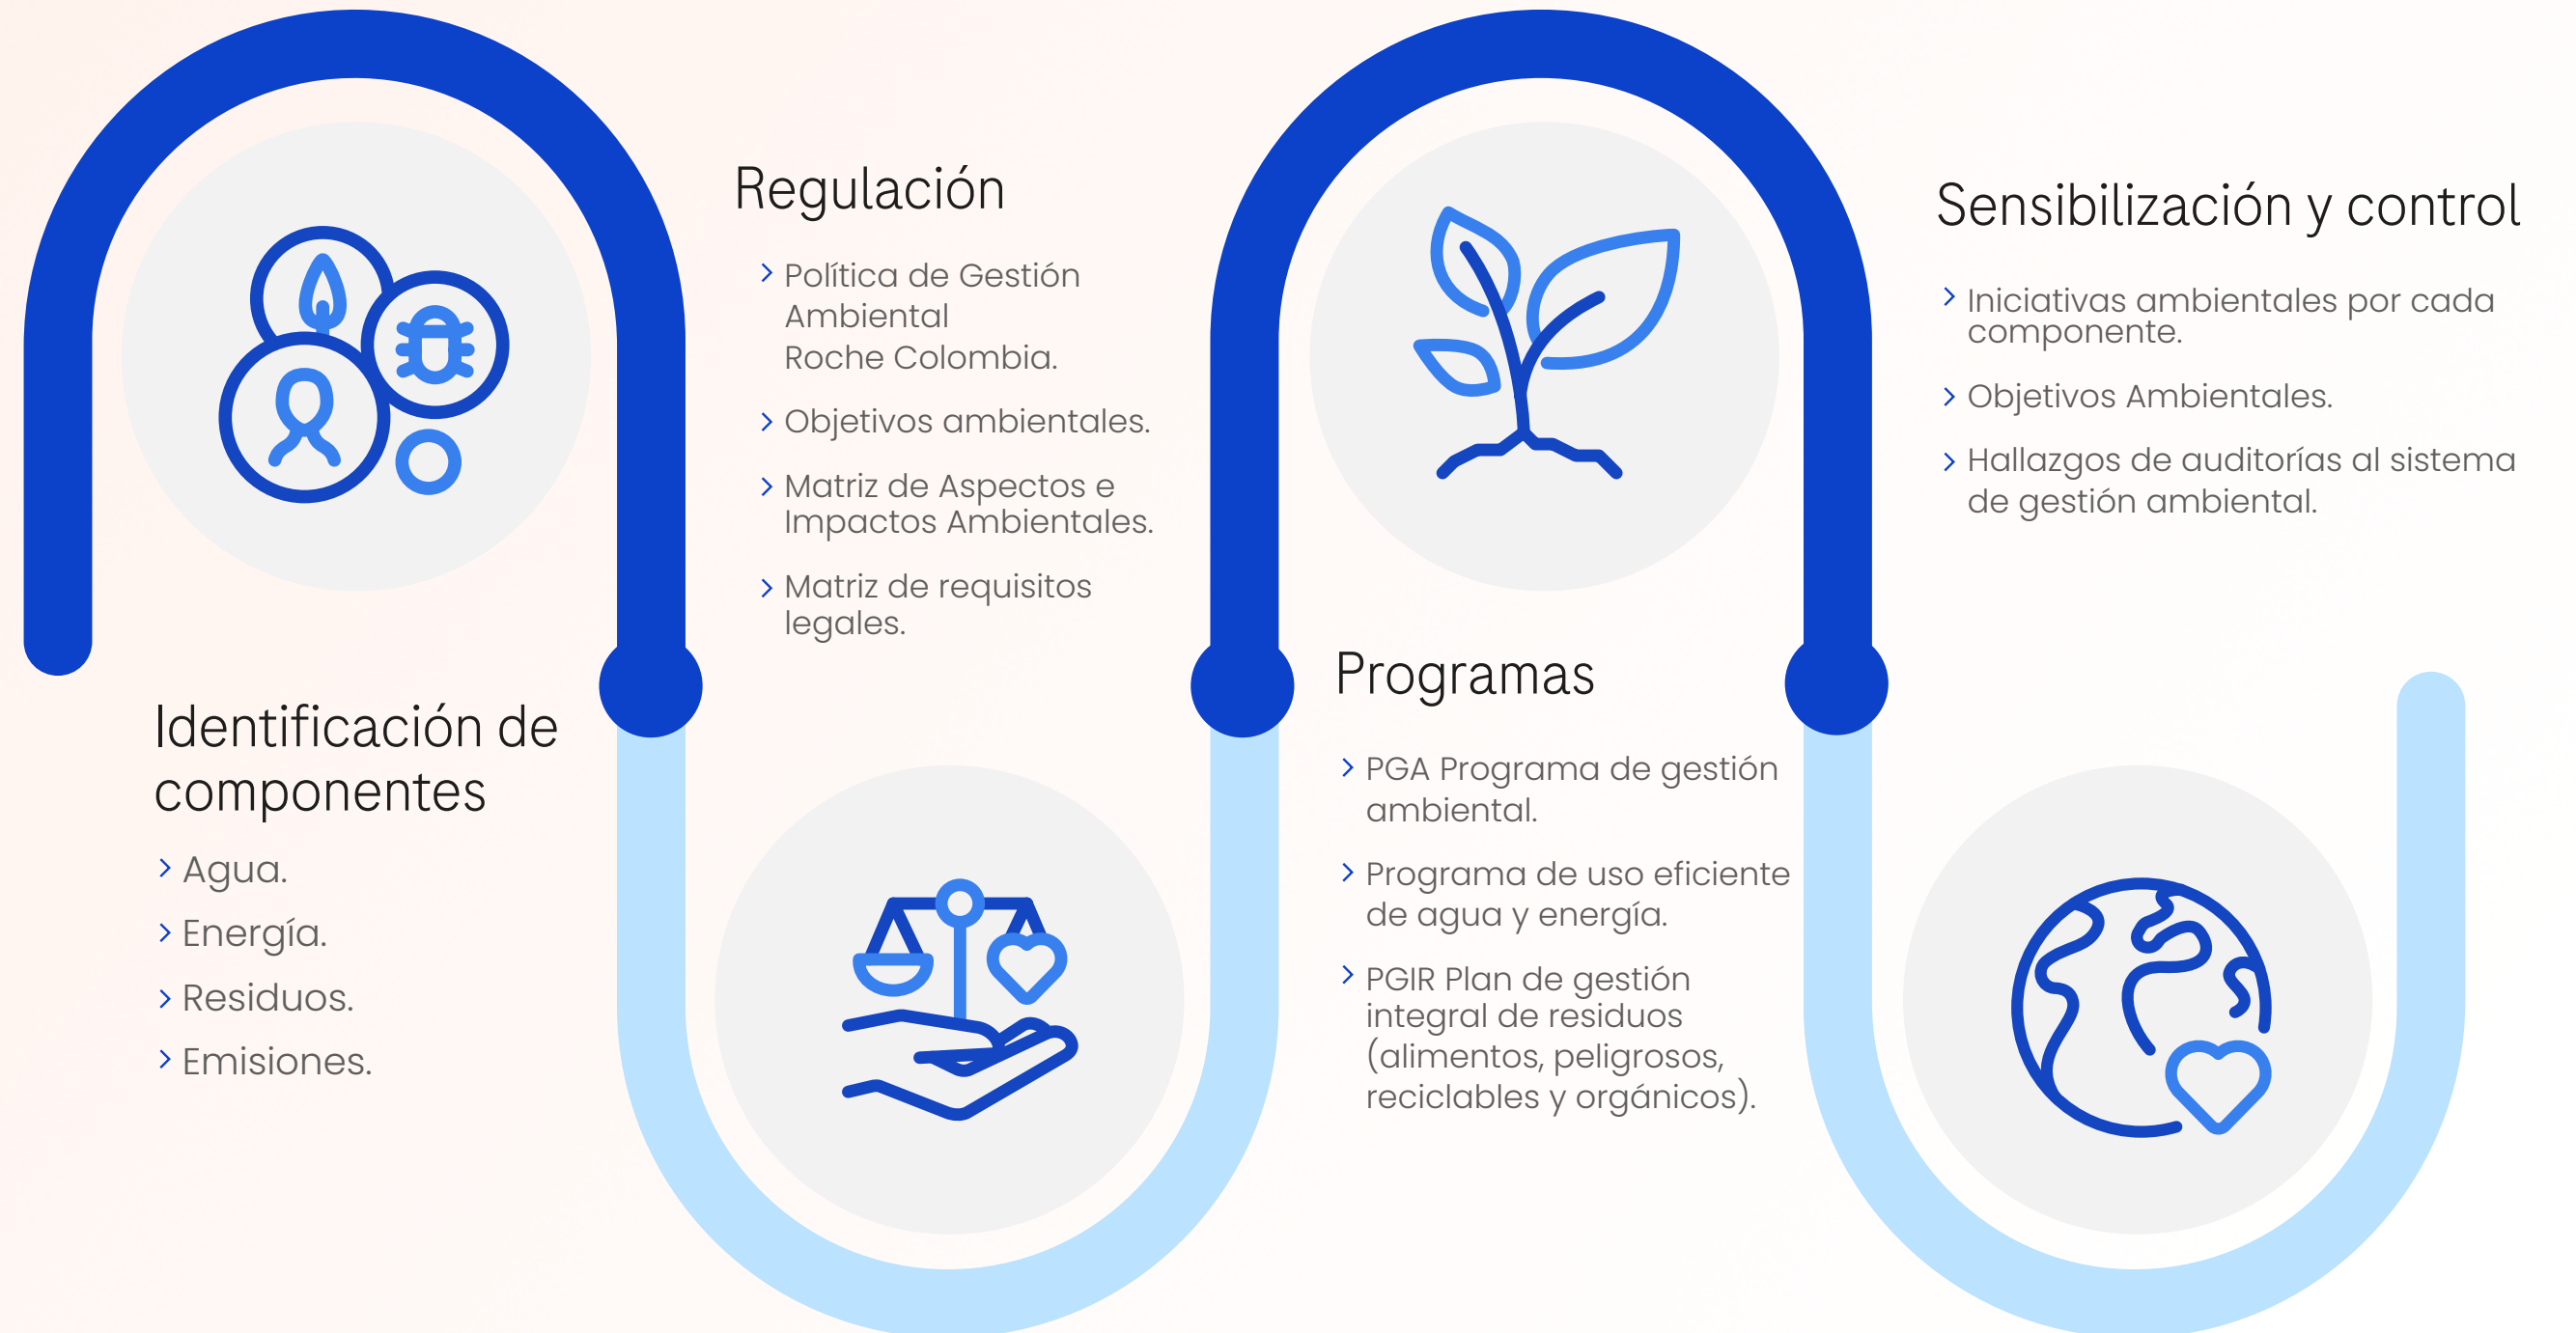 Identificación de
componentes
Agua.
Energía.
Residuos.
Emisiones.
Regulación
Política de Gestión
Ambiental
Roche Colombia.
Objetivos ambientales.
Matriz de Aspectos e
Impactos Ambientales.
Matriz de requisitos
legales.
Programas
PGA Programa de gestión
ambiental.
Programa de uso eficiente
de agua y energía.
PGIR Plan de gestión
integral de residuos
(alimentos, peligrosos,
reciclables y orgánicos).
Sensibilización y control
Iniciativas ambientales por cada
componente.
Objetivos Ambientales.
Hallazgos de auditorías al sistema
de gestión ambiental.